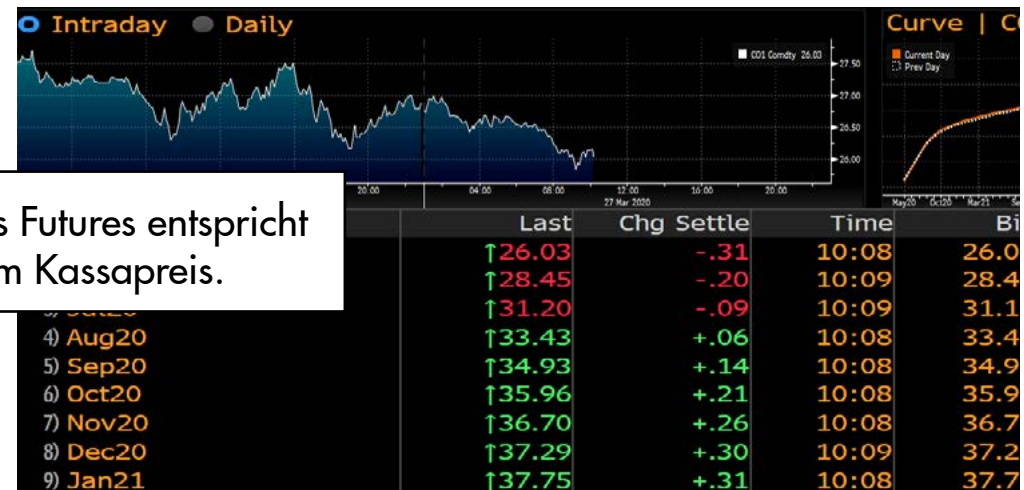 Intraday Daily
Curve | C
CO1 Comdty 26.03
27.50
27.00
26.50
26.00
Current Day
Prev Day
20:00 04:00 08:00 12:00 16:00 20:00
27 Mar 2020
May20 Oct20 Mar21
s Futures entspricht
m Kassapreis.
Last Chg Settle Time Bi
↑26.03 -.31 10:08 26.0
↑28.45 -.20 10:09 28.4
↑31.20 -.09 10:09 31.1
4) Aug20 ↑33.43 +.06 10:08 33.4
5) Sep20 ↑34.93 +.14 10:08 34.9
6) Oct20 ↑35.96 +.21 10:08 35.9
7) Nov20 ↑36.70 +.26 10:08 36.7
8) Dec20 ↑37.29 +.30 10:09 37.2
9) Jan21 ↑37.75 +.31 10:08 37.7